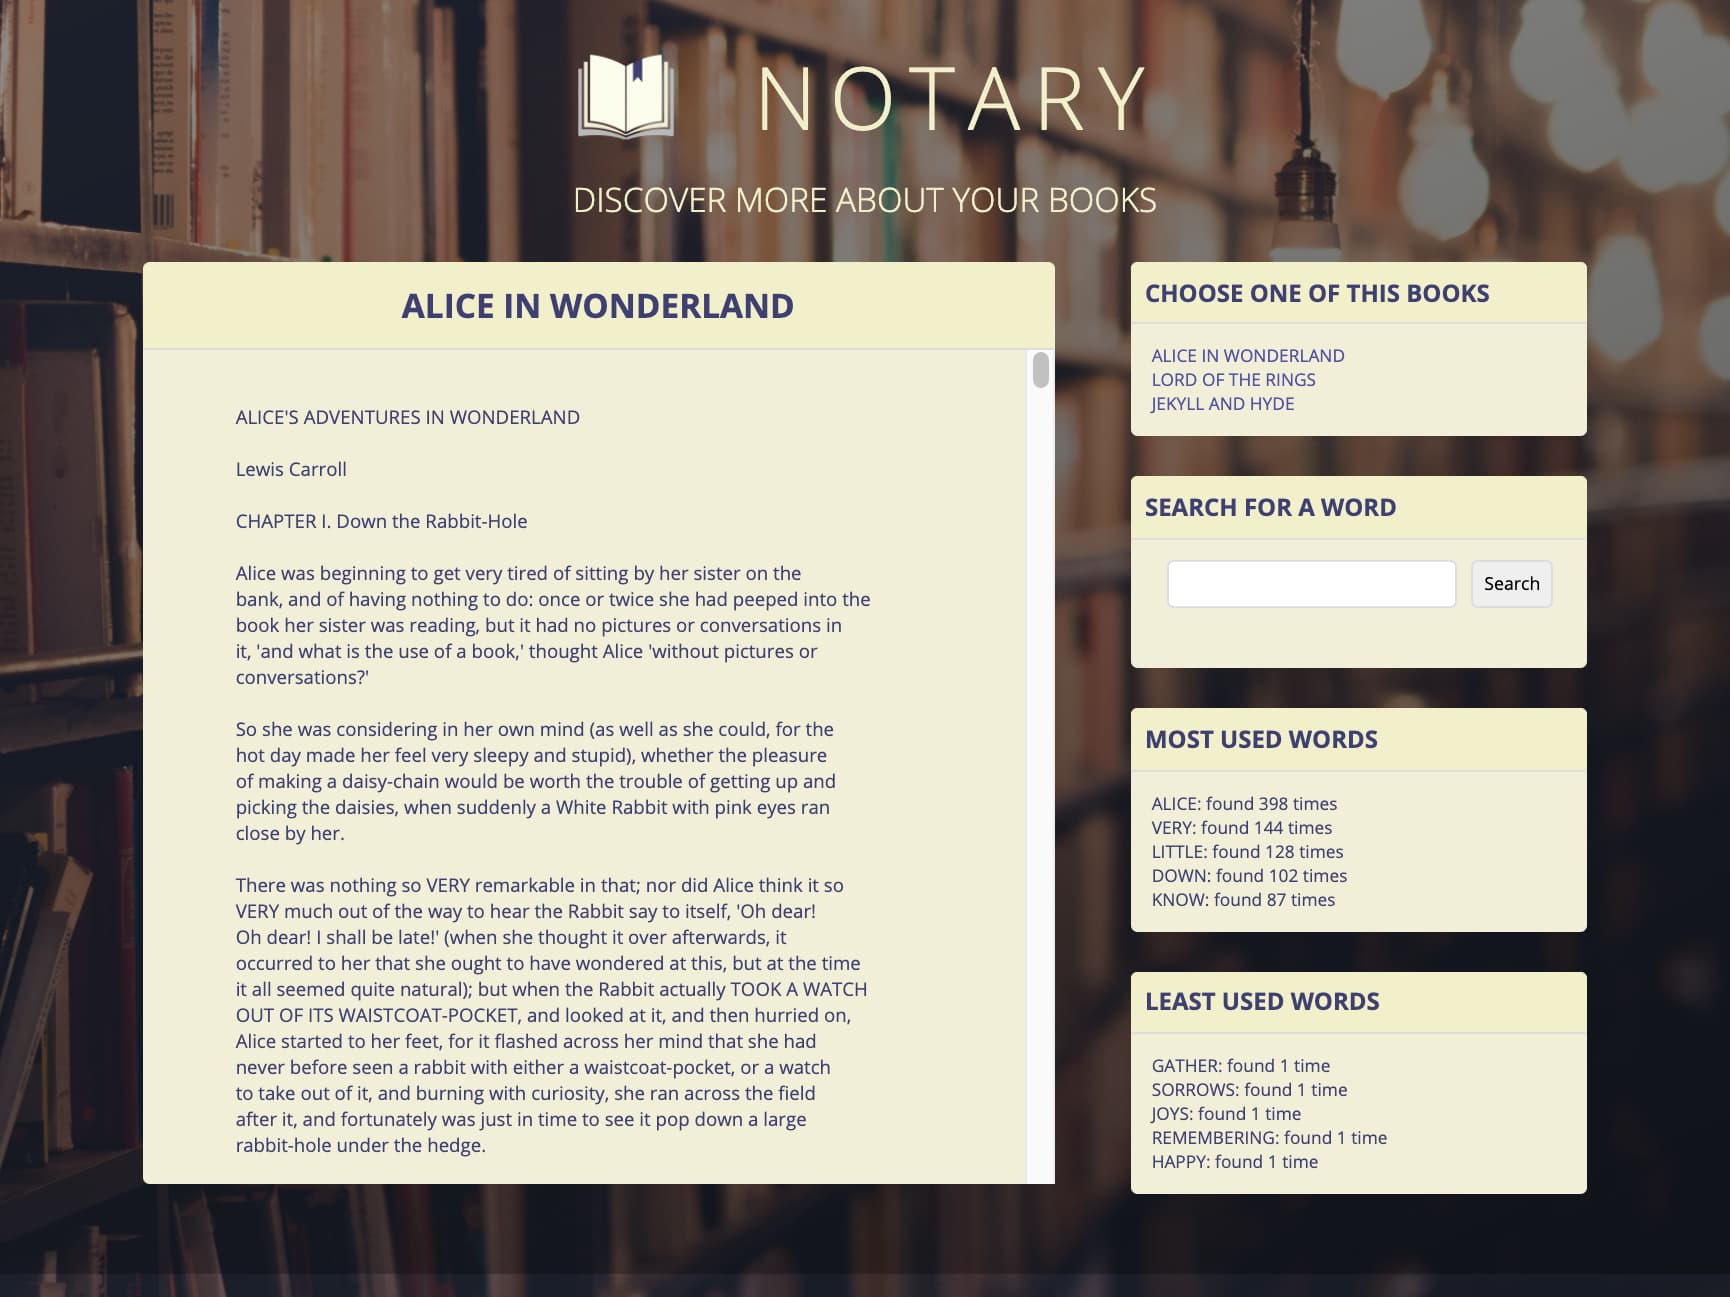 NOTARY
DISCOVER MORE ABOUT YOUR BOOKS
ALICE IN WONDERLAND
ALICE'S ADVENTURES IN WONDERLAND
Lewis Carroll
CHAPTER I. Down the Rabbit-Hole
Alice was beginning to get very tired of sitting by her sister on the
bank, and of having nothing to do: once or twice she had peeped into the
book her sister was reading, but it had no pictures or conversations in
it, 'and what is the use of a book,' thought Alice 'without pictures or
conversations?'
So she was considering in her own mind (as well as she could, for the
hot day made her feel very sleepy and stupid), whether the pleasure
of making a daisy-chain would be worth the trouble of getting up and
picking the daisies, when suddenly a White Rabbit with pink eyes ran
close by her.
There was nothing so VERY remarkable in that; nor did Alice think it so
VERY much out of the way to hear the Rabbit say to itself, 'Oh dear!
Oh dear! I shall be late!' (when she thought it over afterwards, it
occurred to her that she ought to have wondered at this, but at the time
it all seemed quite natural); but when the Rabbit actually TOOK A WATCH
OUT OF ITS WAISTCOAT-POCKET, and looked at it, and then hurried on,
Alice started to her feet, for it flashed across her mind that she had
never before seen a rabbit with either a waistcoat-pocket, or a watch
to take out of it, and burning with curiosity, she ran across the field
after it, and fortunately was just in time to see it pop down a large
rabbit-hole under the hedge.
CHOOSE ONE OF THIS BOOKS
ALICE IN WONDERLAND
LORD OF THE RINGS
JEKYLL AND HYDE
SEARCH FOR A WORD
Search
MOST USED WORDS
ALICE: found 398 times
VERY: found 144 times
LITTLE: found 128 times
DOWN: found 102 times
KNOW: found 87 times
LEAST USED WORDS
GATHER: found 1 time
SORROWS: found 1 time
JOYS: found 1 time
REMEMBERING: found 1 time
HAPPY: found 1 time